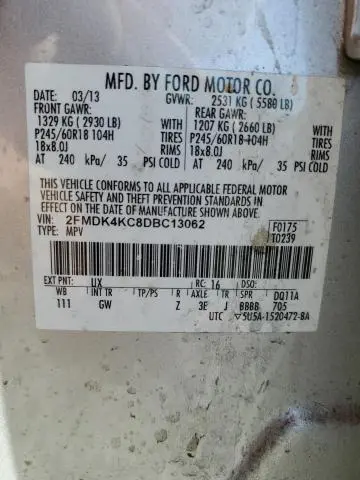 MFD. BY FORD MOTOR CO.
DATE: 03/13 GVWR: 2531 KG ( 5580 LB)
FRONT GAWR: REAR GAWR:
1329 KG ( 2930 LB) WITH 1207 KG ( 2660 LB) WITH
P245/60R18 104H TIRES P245/60R18 104H TIRES
18x8.0J RIMS 18x8.0J RIMS
AT 240 kPa/ 35 PSI COLD AT 240 kPa/ 35 PSI COLD
THIS VEHICLE CONFORMS TO ALL APPLICABLE FEDERAL MOTOR
VEHICLE SAFETY AND BUMPER STANDARDS IN
EFFECT ON THE DATE OF MANUFACTURE SHOWN ABOVE.
VIN: 2FMDK4KC8DBC13062 F0175
TYPE: MPV T0239
EXT PNT: UX RC: 16 DSO:
WB INT TR TP/PS R AXLE TR SPR DQ11A
111 GW Z 3E J BBBB 705
UTC 5U5A-1520472-BA